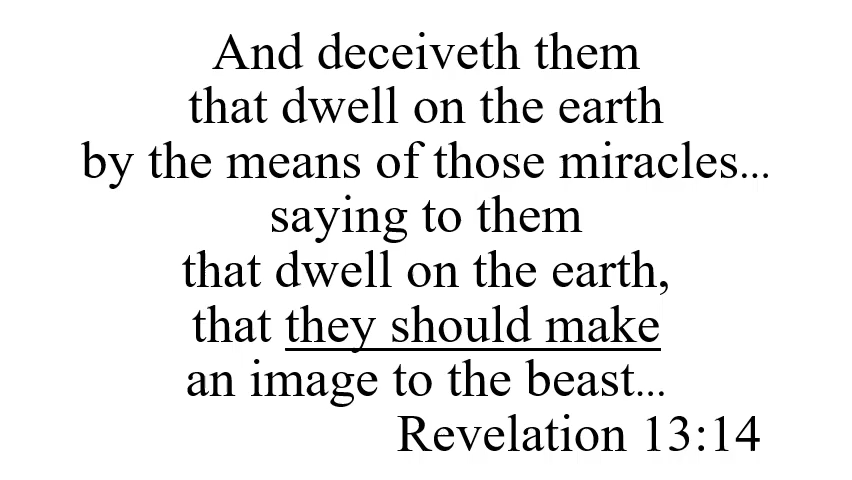 And deceiveth them
that dwell on the earth
by the means of those miracles...
saying to them
that dwell on the earth,
that they should make
an image to the beast...
Revelation 13:14